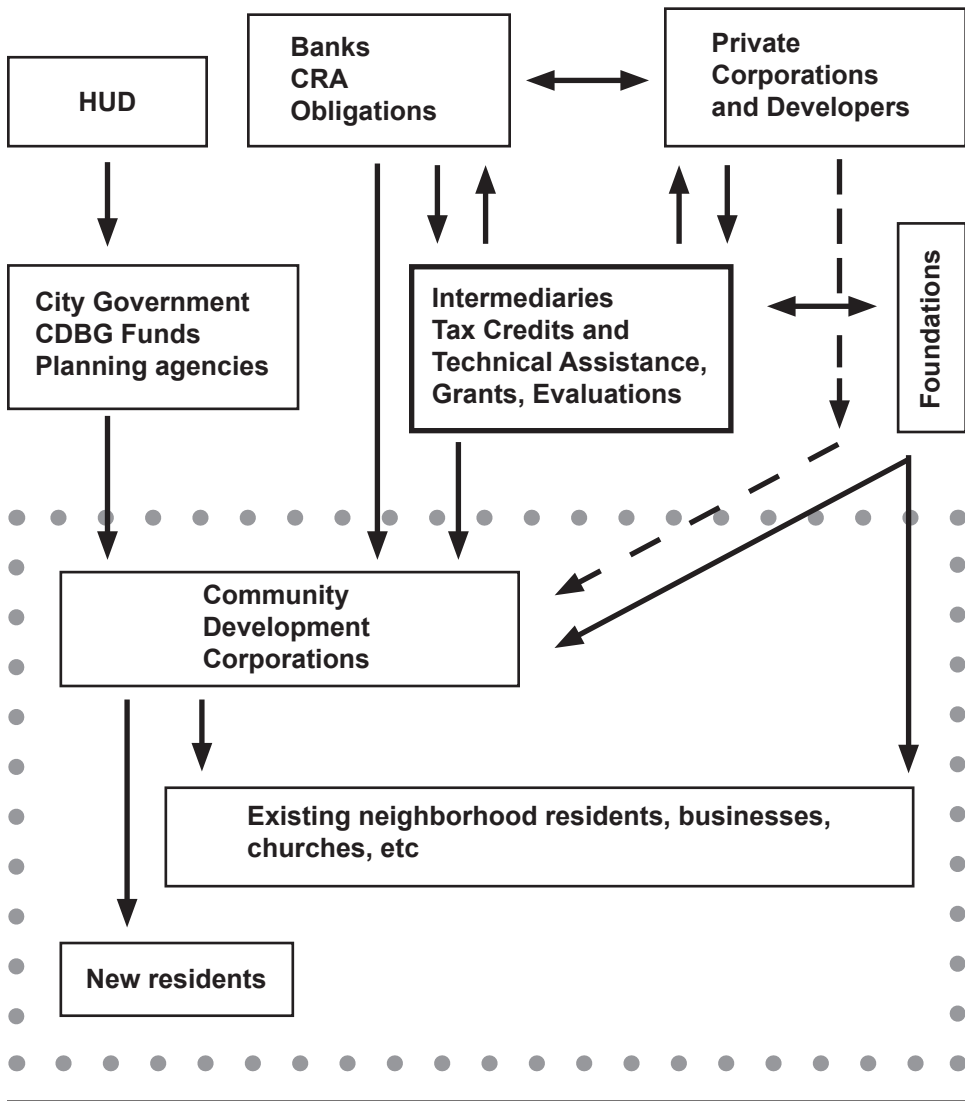 HUD
Banks
CRA
Obligations
Private
Corporations
and Developers
City Government
CDBG Funds
Planning agencies
Intermediaries
Tax Credits and
Technical Assistance,
Grants, Evaluations
Foundations
Community
Development
Corporations
Existing neighborhood residents, businesses,
churches, etc
New residents